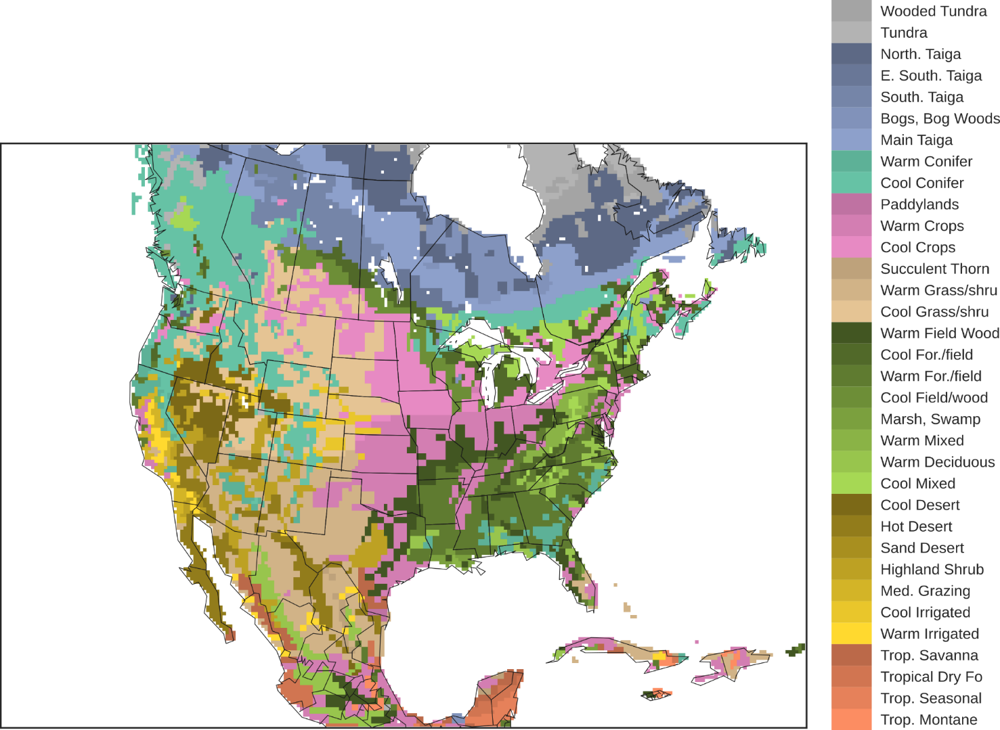 Wooded Tundra
Tundra
North. Taiga
E. South. Taiga
South. Taiga
Bogs, Bog Woods
Main Taiga
Warm Conifer
Cool Conifer
Paddylands
Warm Crops
Cool Crops
Succulent Thorn
Warm Grass/shru
Cool Grass/shru
Warm Field Wood
Cool For./field
Warm For./field
Cool Field/wood
Marsh, Swamp
Warm Mixed
Warm Deciduous
Cool Mixed
Cool Desert
Hot Desert
Sand Desert
Highland Shrub
Med. Grazing
Cool Irrigated
Warm Irrigated
Trop. Savanna
Tropical Dry Fo
Trop. Seasonal
Trop. Montane